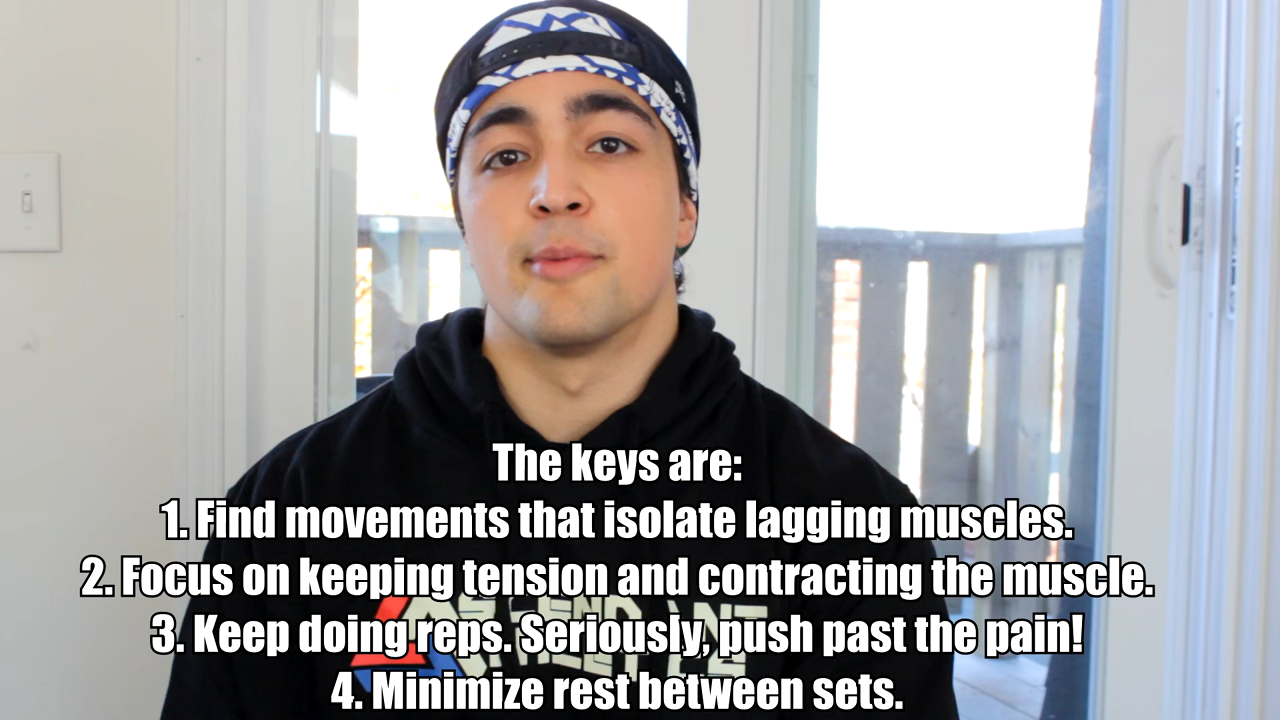 The keys are:
1. Find movements that isolate lagging muscles.
2. Focus on keeping tension and contracting the muscle.
3. Keep doing reps. Seriously, push past the pain!
4. Minimize rest between sets.